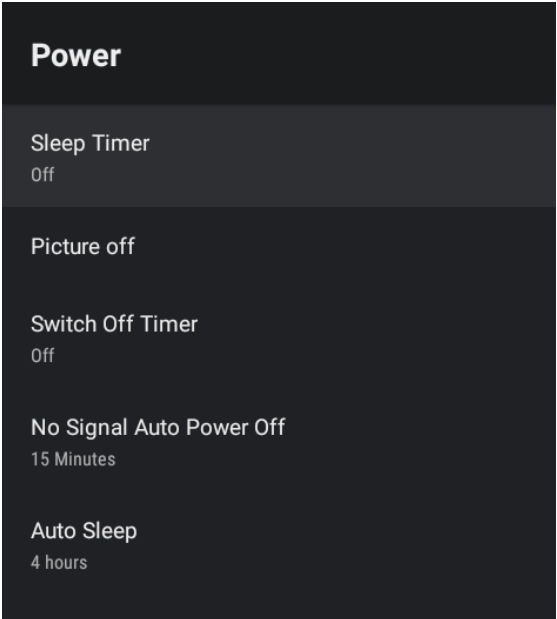 Power
Sleep Timer
Off
Picture off
Switch Off Timer
Off
No Signal Auto Power Off
15 Minutes
Auto Sleep
4 hours